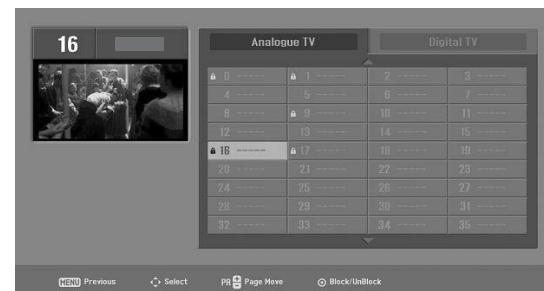 16
Analogue TV Digital TV
0 ----- 1 ----- 2 ----- 3 -----
4 ----- 5 ----- 6 ----- 7 -----
8 ----- 9 ----- 10 ----- 11 -----
12 ----- 13 ----- 14 ----- 15 -----
16 ----- 17 ----- 18 ----- 19 -----
20 ----- 21 ----- 22 ----- 23 -----
24 ----- 25 ----- 26 ----- 27 -----
28 ----- 29 ----- 30 ----- 31 -----
32 ----- 33 ----- 34 ----- 35 -----
MENU Previous Select PR Page Move Block/UnBlock